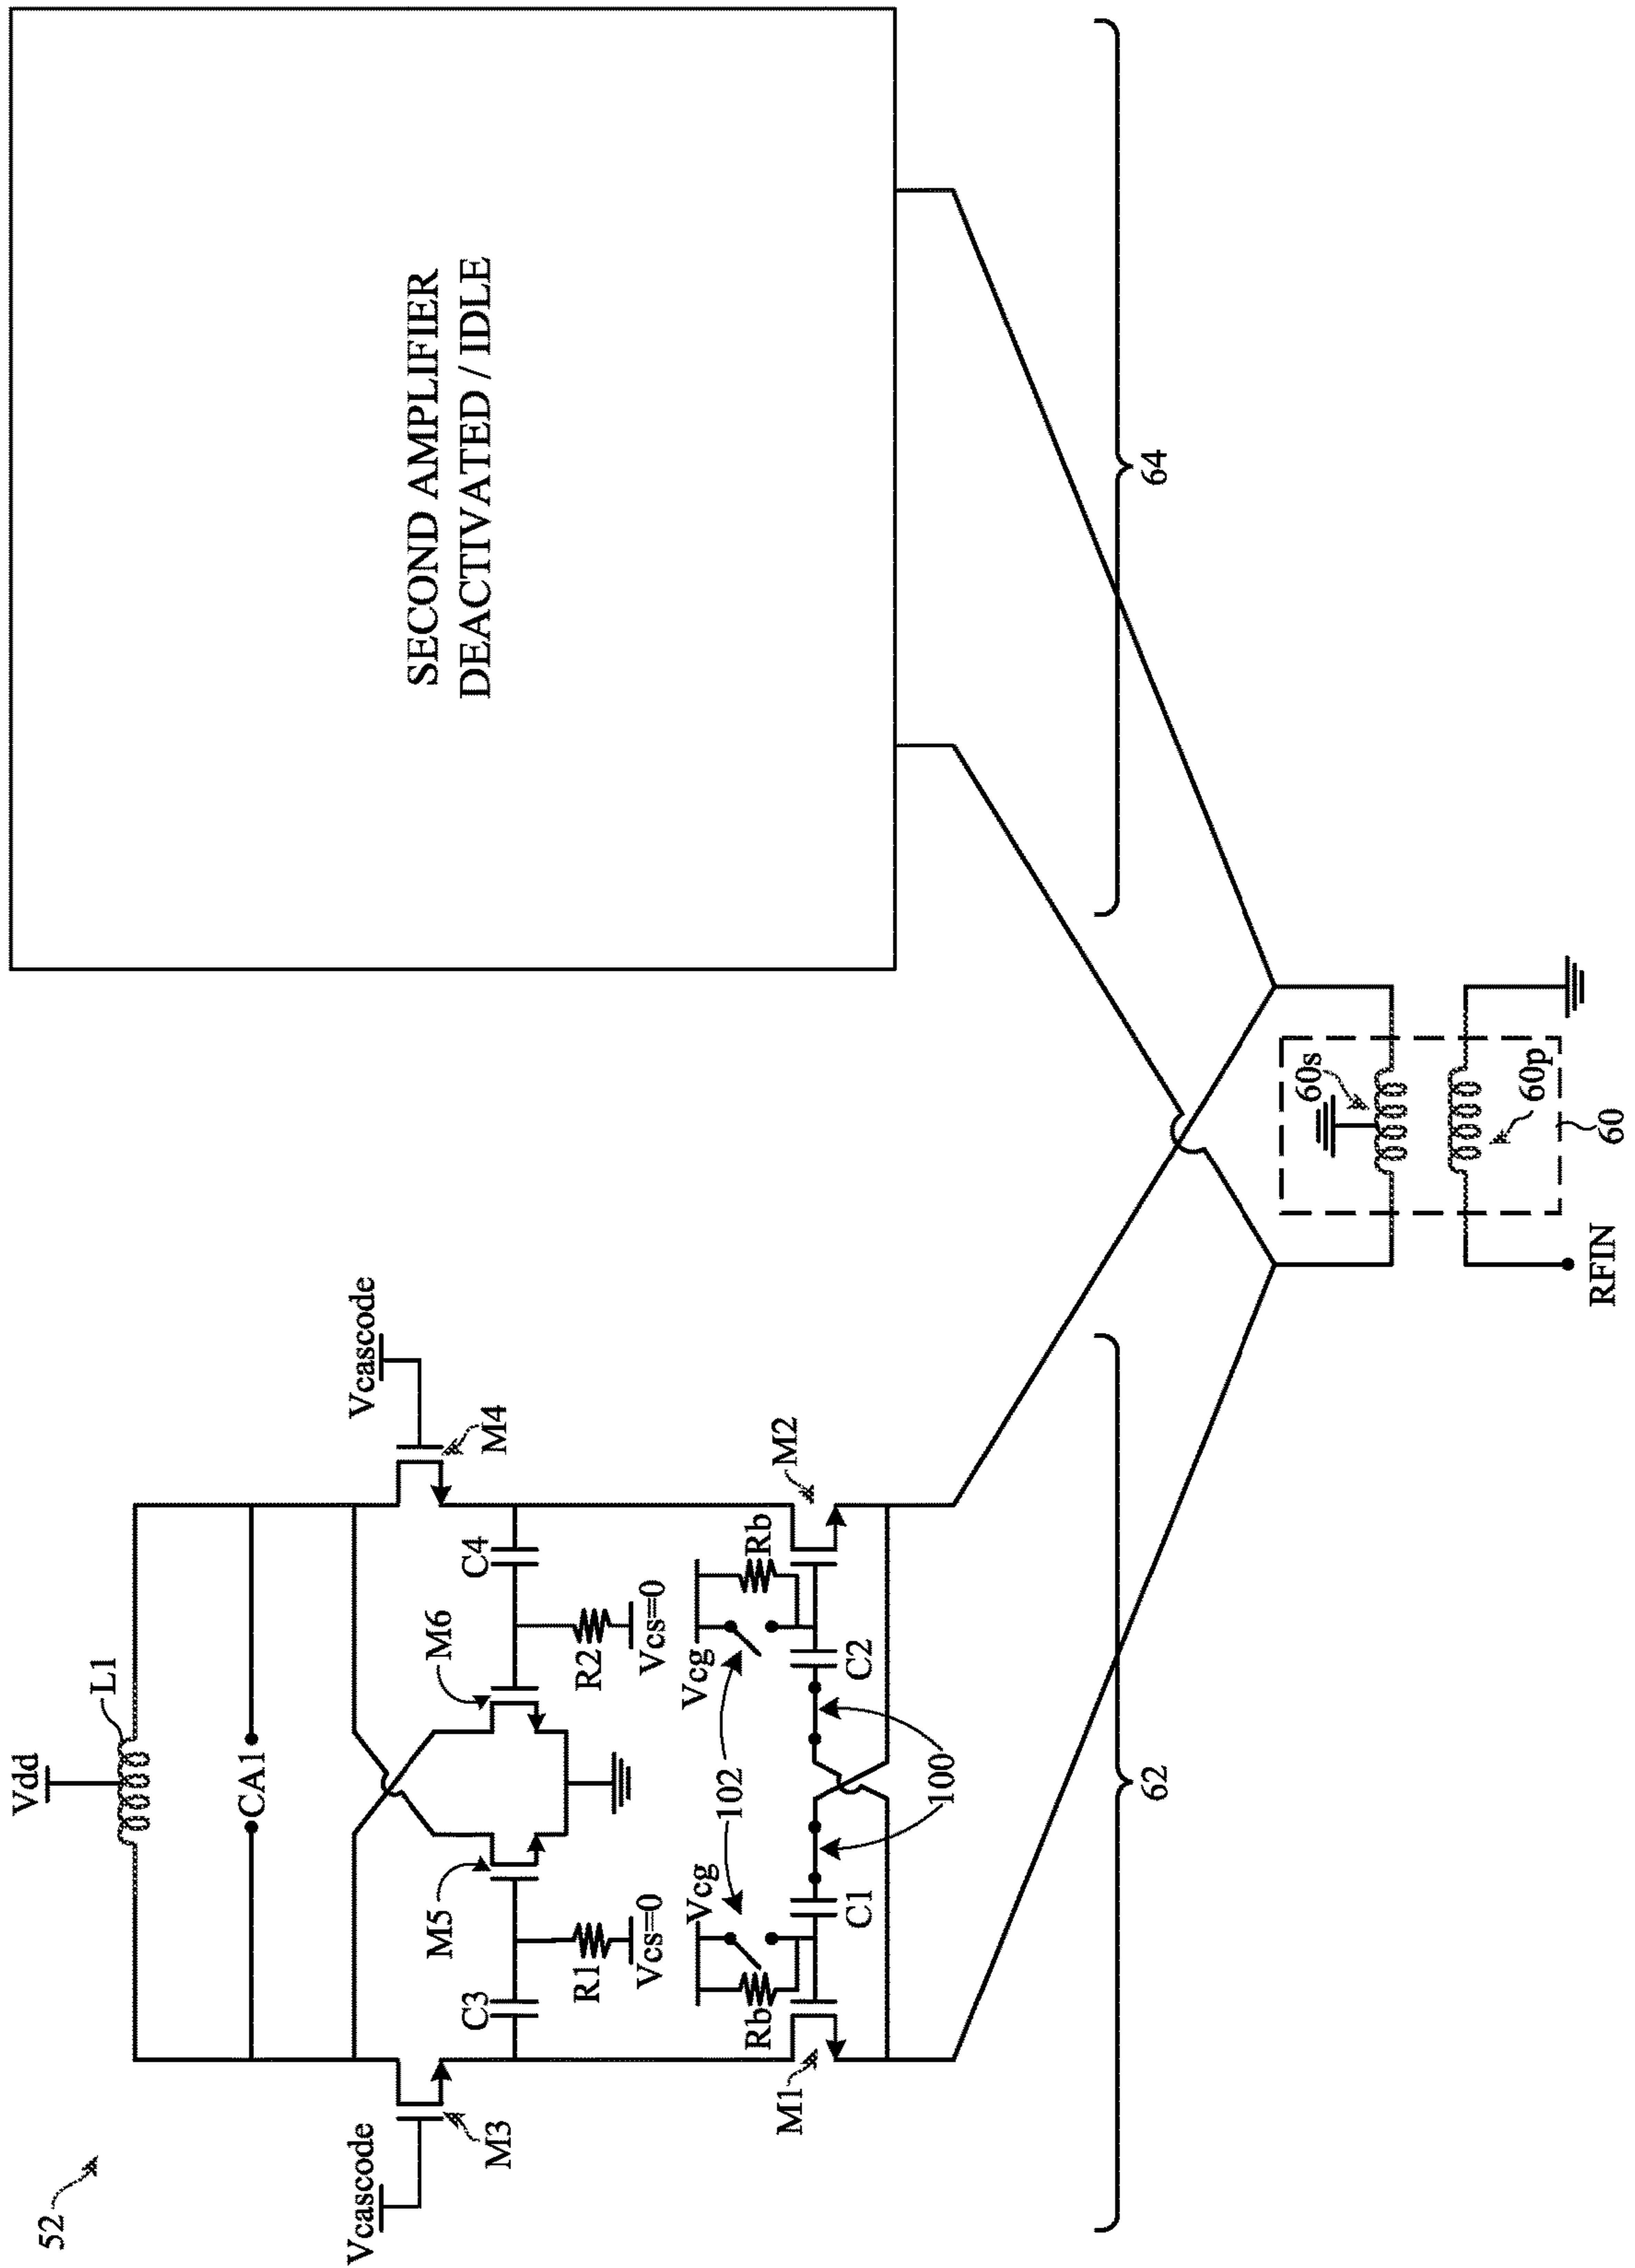 52
Vdd
L1
CA1
Vcascode
Vcascode
M3
M4
M5
M6
C3
C4
R1
R2
Vcs=0
Vcs=0
Vcg
Vcg
102
Rb
Rb
M1
M2
C1
C2
100
62
SECOND AMPLIFIER
DEACTIVATED / IDLE
64
60s
60p
60
RFIN